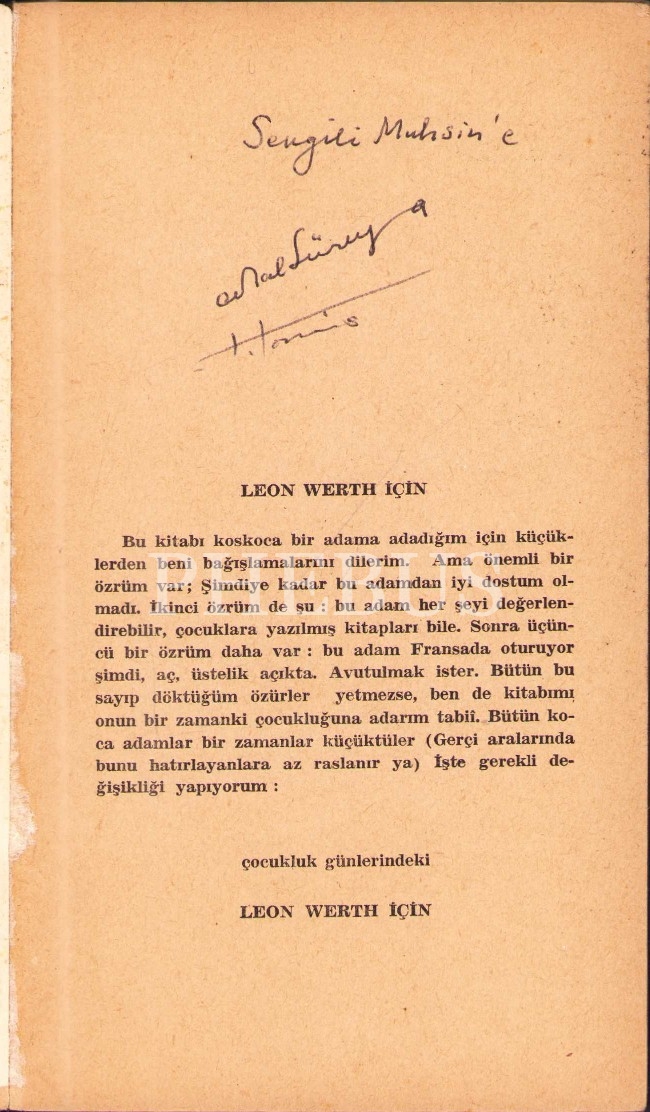 Sevgili Muhsin'e
Cemal Süreya
T. Tomris
LEON WERTH İÇİN
Bu kitabı koskoca bir adama adadığım için küçük-
lerden beni bağışlamalarını dilerim. Ama önemli bir
özrüm var; Şimdiye kadar bu adamdan iyi dostum ol-
madı. İkinci özrüm de şu : bu adam her şeyi değerlen-
direbilir, çocuklara yazılmış kitapları bile. Sonra üçün-
cü bir özrüm daha var : bu adam Fransada oturuyor
şimdi, aç, üstelik açıkta. Avutulmak ister. Bütün bu
sayıp döktüğüm özürler yetmezse, ben de kitabımı
onun bir zamanki çocukluğuna adarım tabiî. Bütün ko-
ca adamlar bir zamanlar küçüktüler (Gerçi aralarında
bunu hatırlayanlara az raslanır ya) İşte gerekli de-
ğişikliği yapıyorum :
çocukluk günlerindeki
LEON WERTH İÇİN